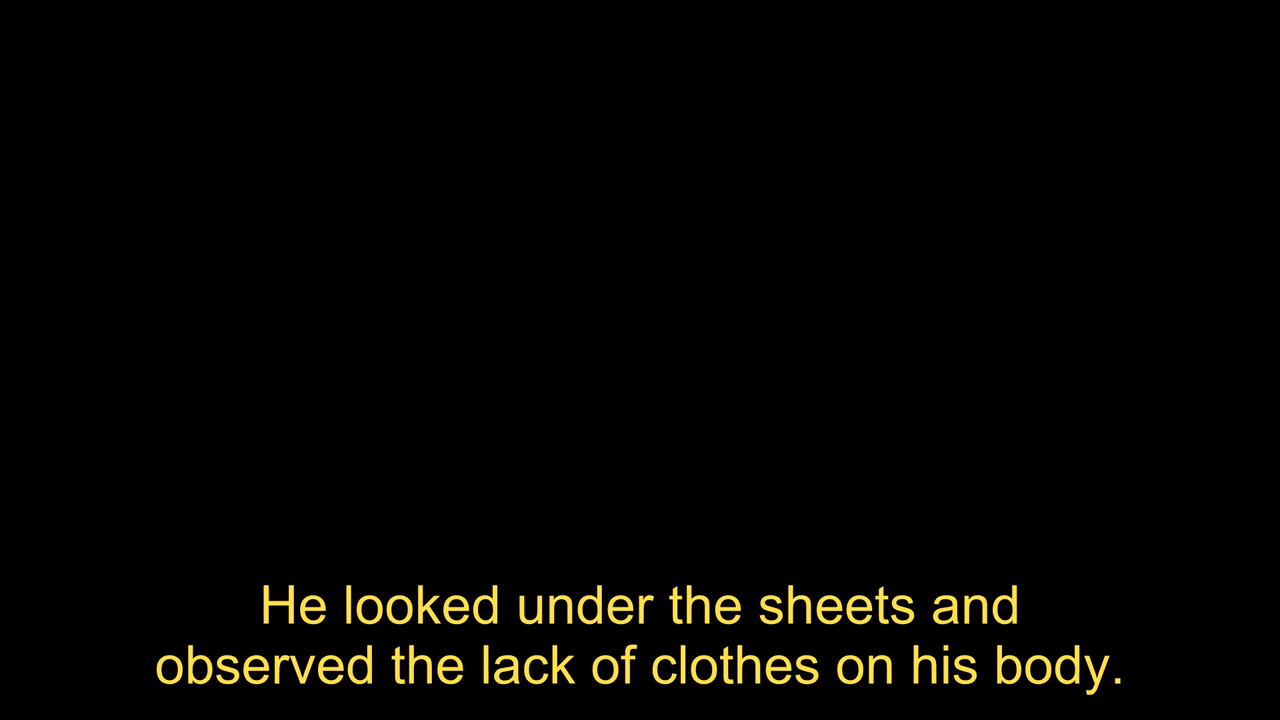 He looked under the sheets and
observed the lack of clothes on his body.